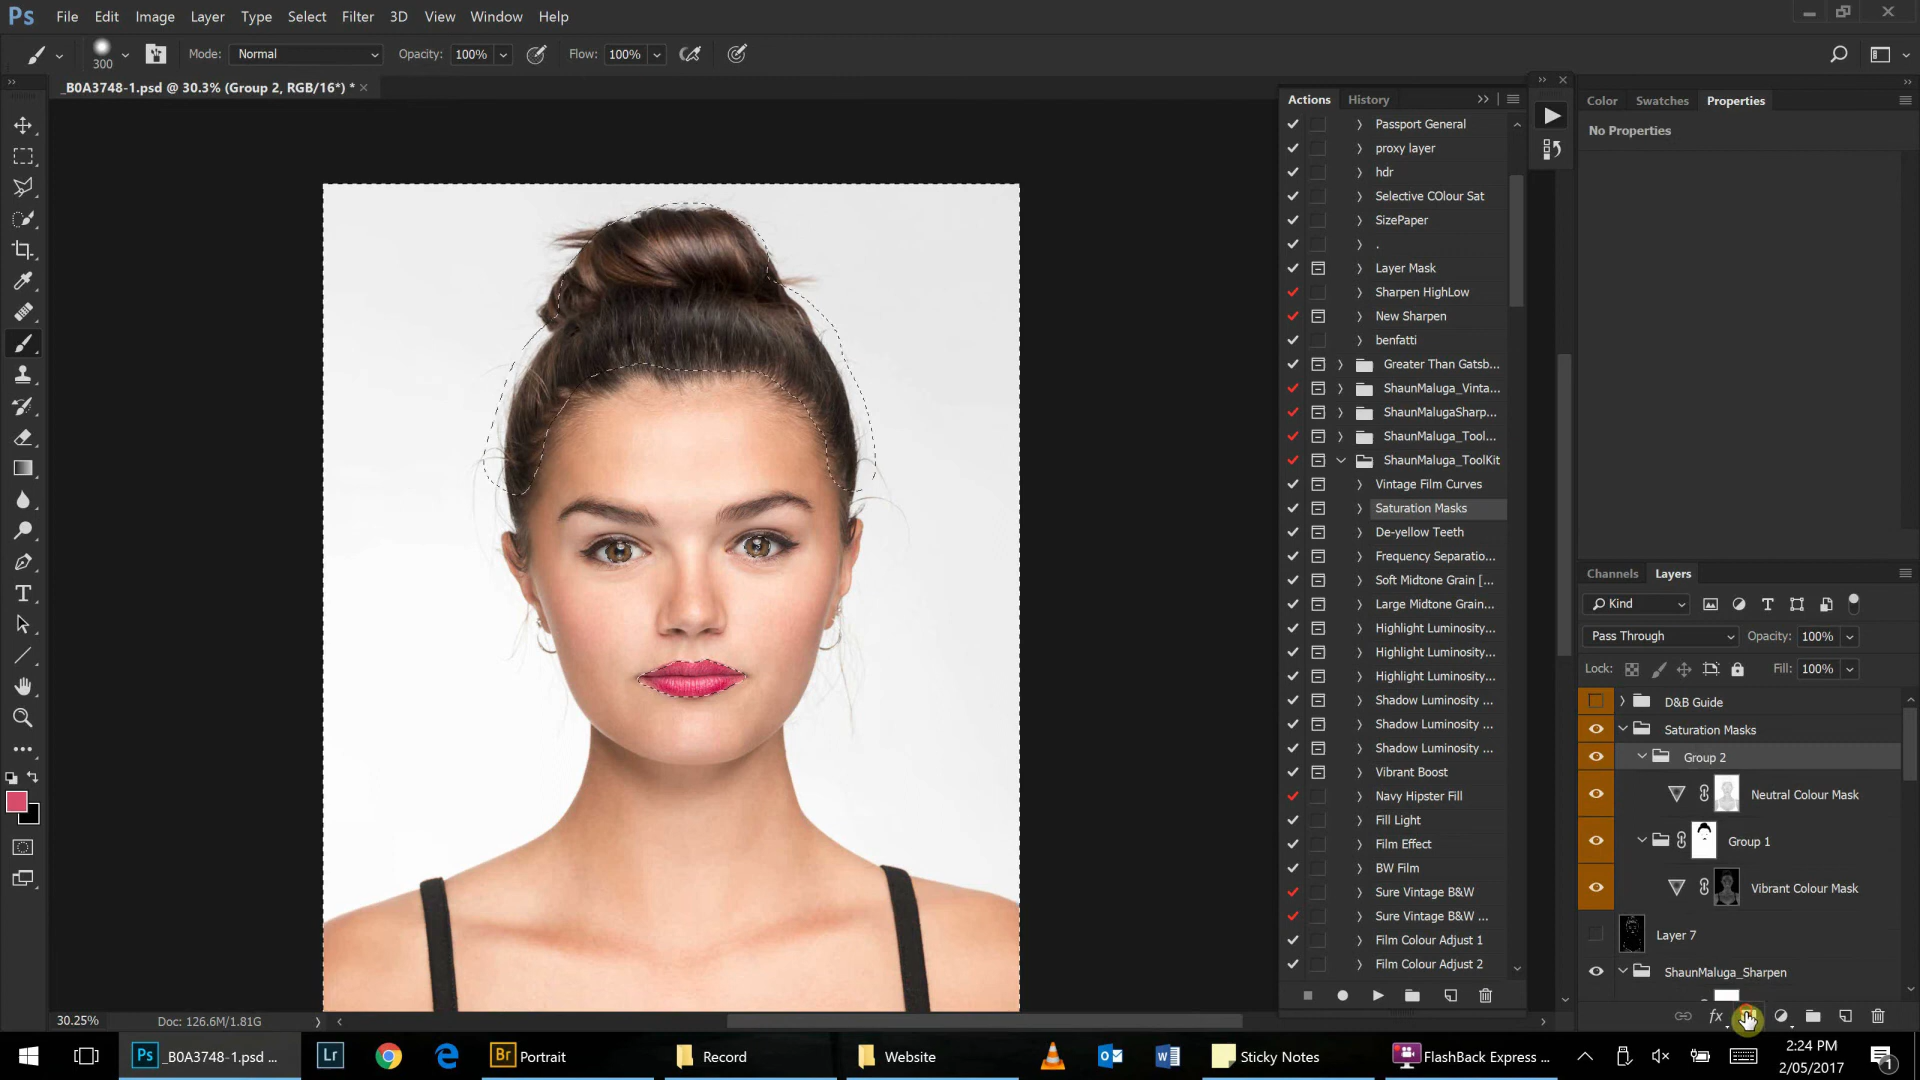 Ps File Edit Image Layer Type Select Filter 3D View Window Help
300 Mode: Normal Opacity: 100% Flow: 100%
_B0A3748-1.psd @ 30.3% (Group 2, RGB/16*) * ×
Actions History
Passport General
proxy layer
hdr
Selective COlour Sat
SizePaper
.
Layer Mask
Sharpen HighLow
New Sharpen
benfatti
Greater Than Gatsb...
ShaunMaluga_Vinta...
ShaunMalugaSharp...
ShaunMaluga_Tool...
ShaunMaluga_ToolKit
Vintage Film Curves
Saturation Masks
De-yellow Teeth
Frequency Separatio...
Soft Midtone Grain [...
Large Midtone Grain...
Highlight Luminosity...
Highlight Luminosity...
Highlight Luminosity...
Shadow Luminosity ...
Shadow Luminosity ...
Shadow Luminosity ...
Vibrant Boost
Navy Hipster Fill
Fill Light
Film Effect
BW Film
Sure Vintage B&W
Sure Vintage B&W ...
Film Colour Adjust 1
Film Colour Adjust 2
Color Swatches Properties
No Properties
Channels Layers
Kind
Pass Through Opacity: 100%
Lock: Fill: 100%
D&B Guide
Saturation Masks
Group 2
Neutral Colour Mask
Group 1
Vibrant Colour Mask
Layer 7
ShaunMaluga_Sharpen
fx
30.25% Doc: 126.6M/1.81G
Ps _B0A3748-1.psd ... Lr Br Portrait Record Website Sticky Notes FlashBack Express ...
2:24 PM
2/05/2017
1